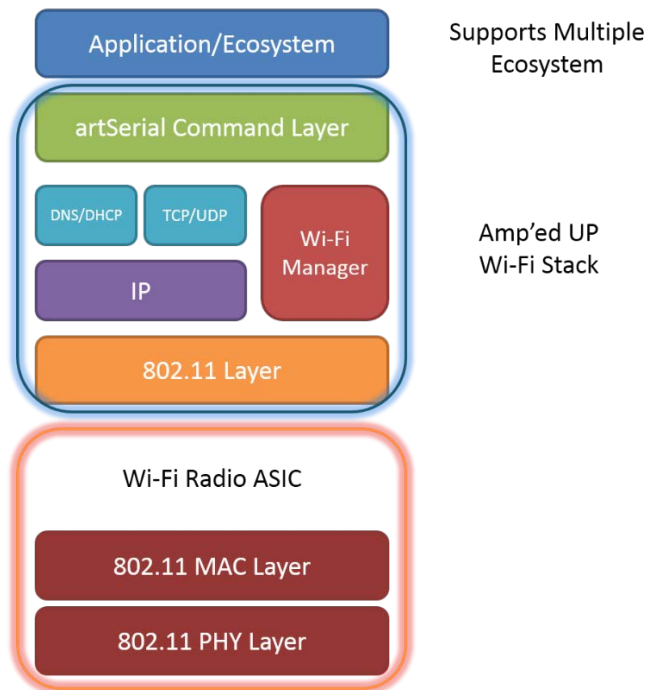 Application/Ecosystem
Supports Multiple
Ecosystem
artSerial Command Layer
DNS/DHCP
TCP/UDP
Wi-Fi
Manager
IP
Amp'ed UP
Wi-Fi Stack
802.11 Layer
Wi-Fi Radio ASIC
802.11 MAC Layer
802.11 PHY Layer